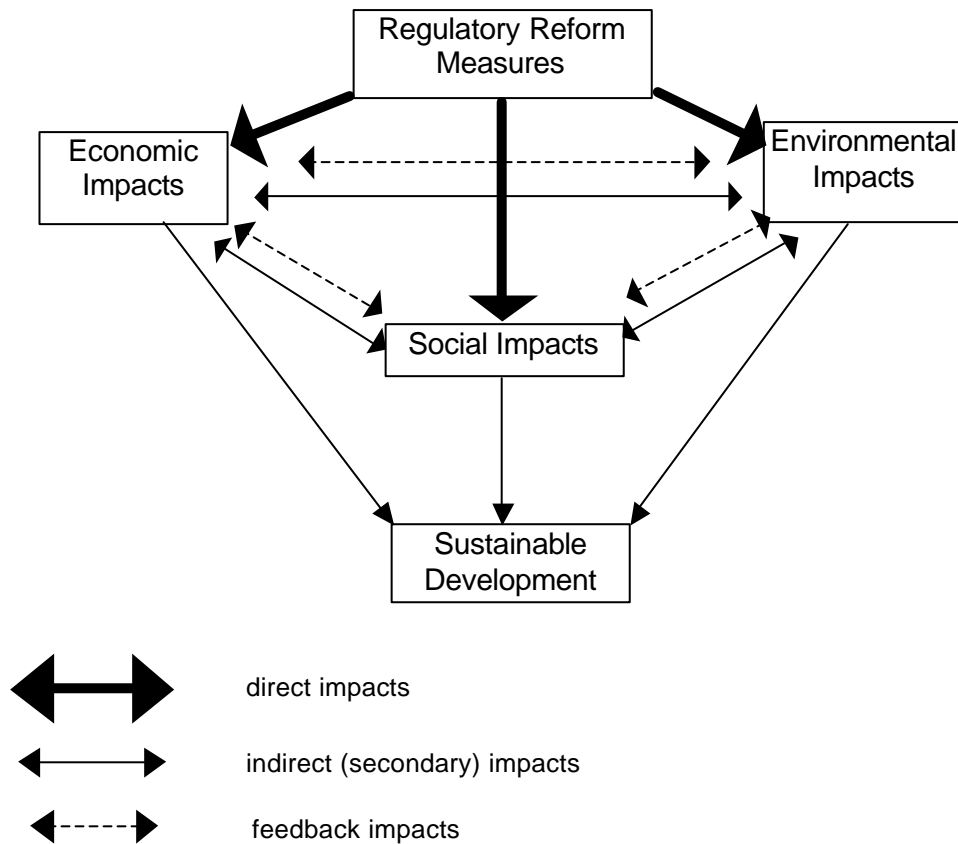 Regulatory Reform
Measures
Economic
Impacts
Environmental
Impacts
Social Impacts
Sustainable
Development
direct impacts
indirect (secondary) impacts
feedback impacts